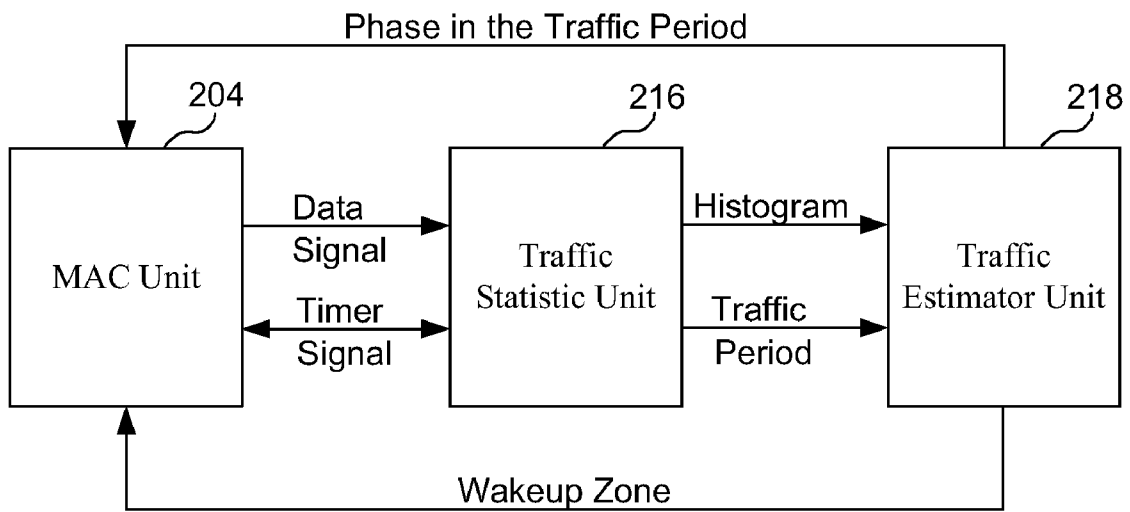 Phase in the Traffic Period
204
216
218
MAC Unit
Data
Signal
Timer
Signal
Traffic
Statistic Unit
Histogram
Traffic
Period
Traffic
Estimator Unit
Wakeup Zone